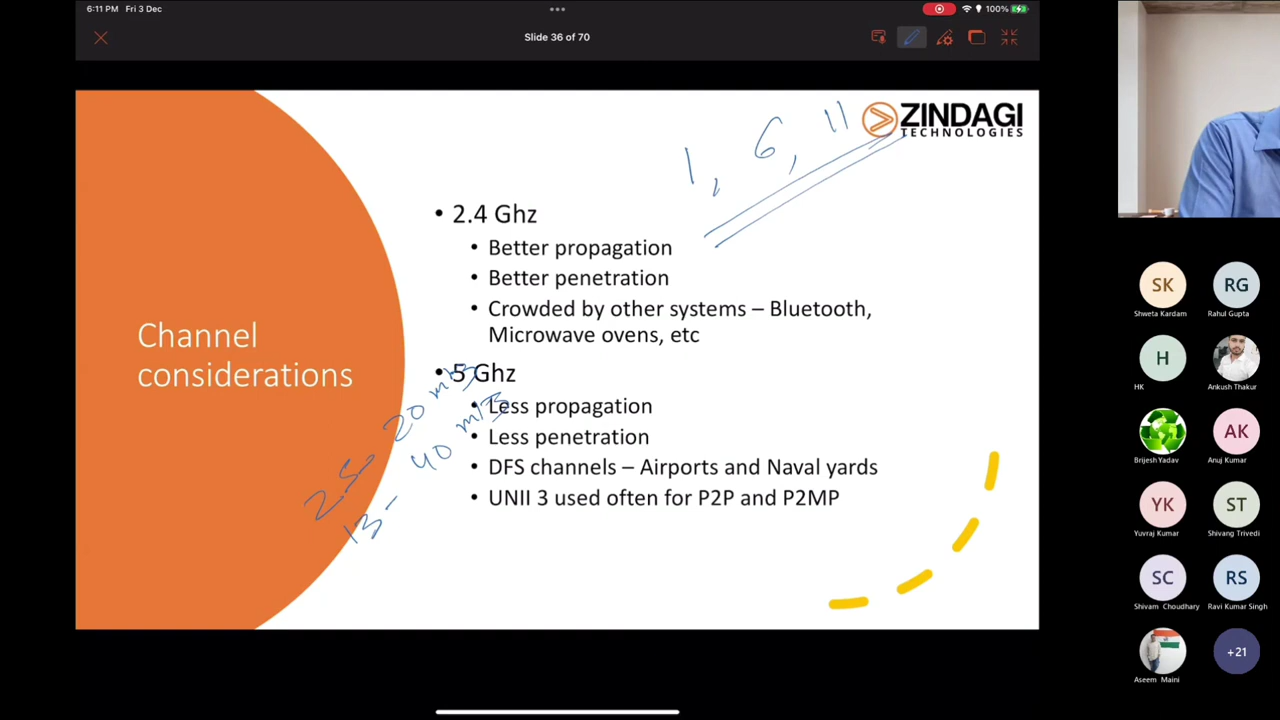 6:11 PM Fri 3 Dec
100%
Slide 36 of 70
ZINDAGI
TECHNOLOGIES
1, 6, 11
Channel
considerations
• 2.4 Ghz
• Better propagation
• Better penetration
• Crowded by other systems – Bluetooth,
Microwave ovens, etc
• 5 Ghz
• Less propagation
• Less penetration
• DFS channels – Airports and Naval yards
• UNII 3 used often for P2P and P2MP
25 - 20
13 - 40
SK
Shweta Kardam
RG
Rahul Gupta
H
HK
Ankush Thakur
Brijesh Yadav
AK
Anuj Kumar
YK
Yuvraj Kumar
ST
Shivang Trivedi
SC
Shivam Choudhary
RS
Ravi Kumar Singh
Aseem Maini
+21